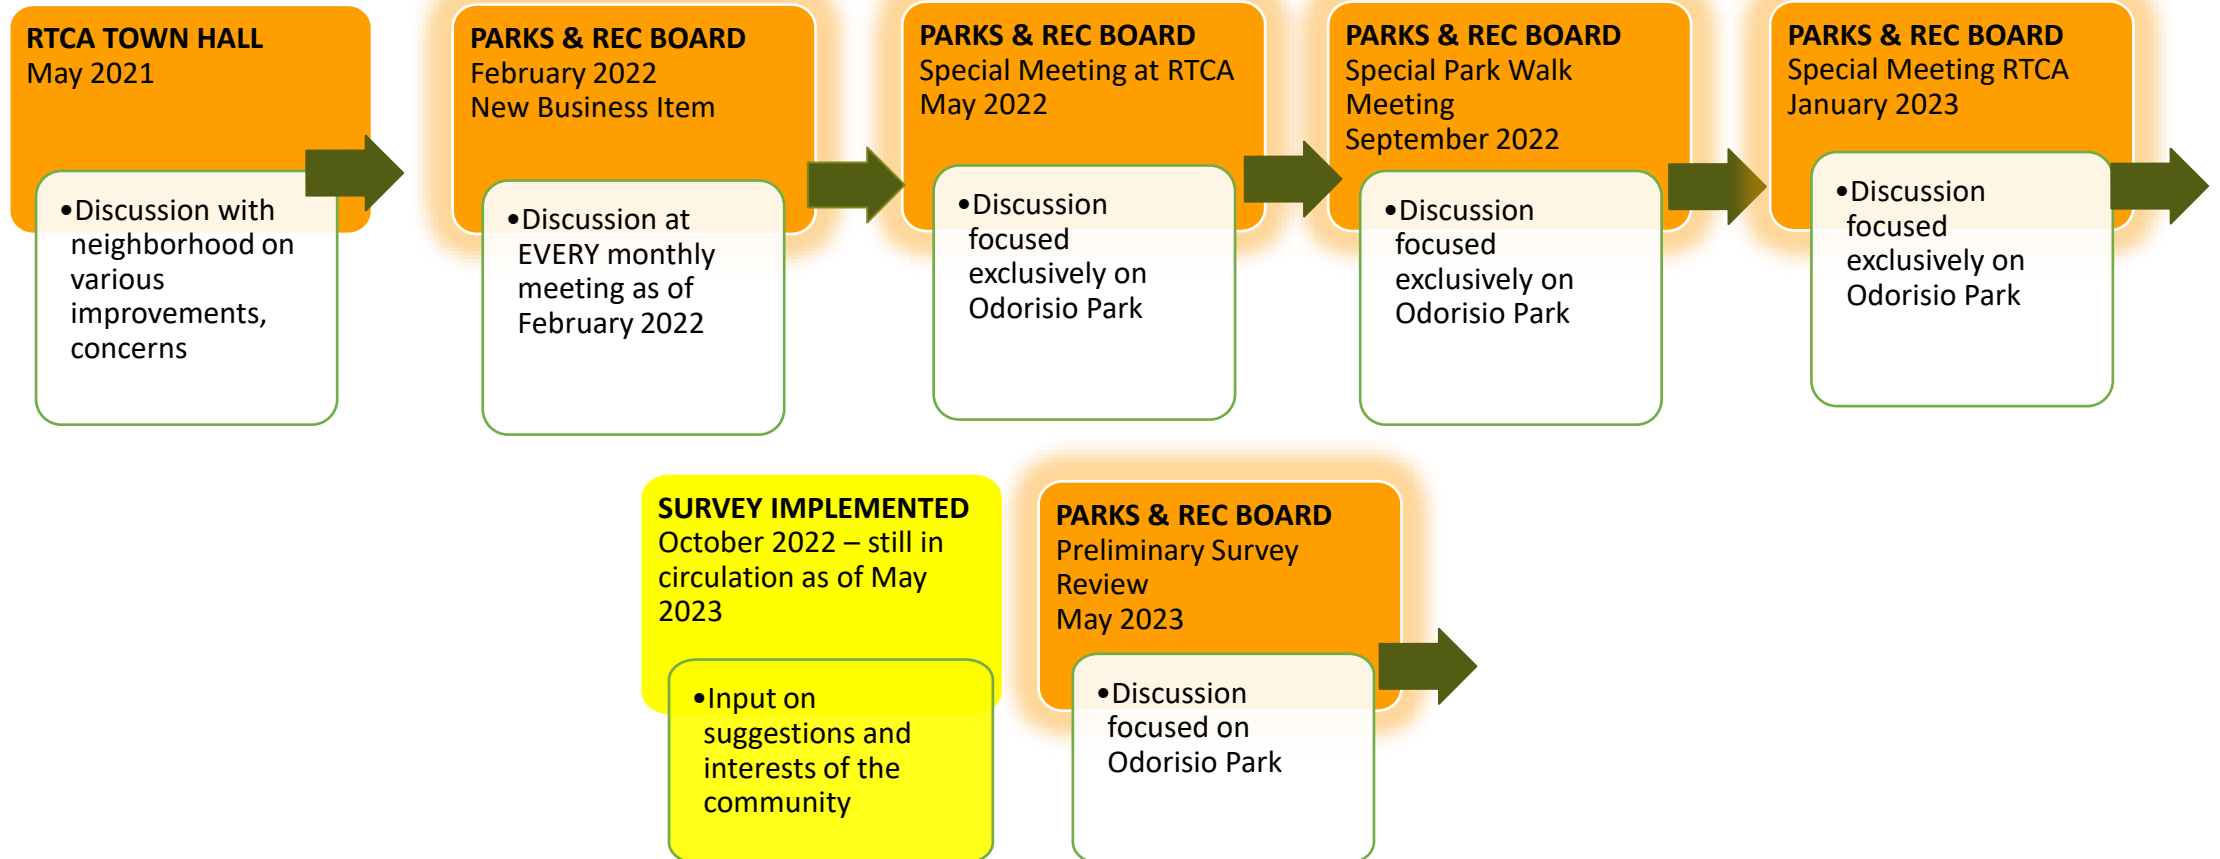 RTCA TOWN HALL
May 2021
•Discussion with
neighborhood on
various
improvements,
concerns
PARKS & REC BOARD
February 2022
New Business Item
•Discussion at
EVERY monthly
meeting as of
February 2022
PARKS & REC BOARD
Special Meeting at RTCA
May 2022
•Discussion
focused
exclusively on
Odorisio Park
PARKS & REC BOARD
Special Park Walk
Meeting
September 2022
•Discussion
focused
exclusively on
Odorisio Park
PARKS & REC BOARD
Special Meeting RTCA
January 2023
•Discussion
focused
exclusively on
Odorisio Park
SURVEY IMPLEMENTED
October 2022 – still in
circulation as of May
2023
•Input on
suggestions and
interests of the
community
PARKS & REC BOARD
Preliminary Survey
Review
May 2023
•Discussion
focused on
Odorisio Park